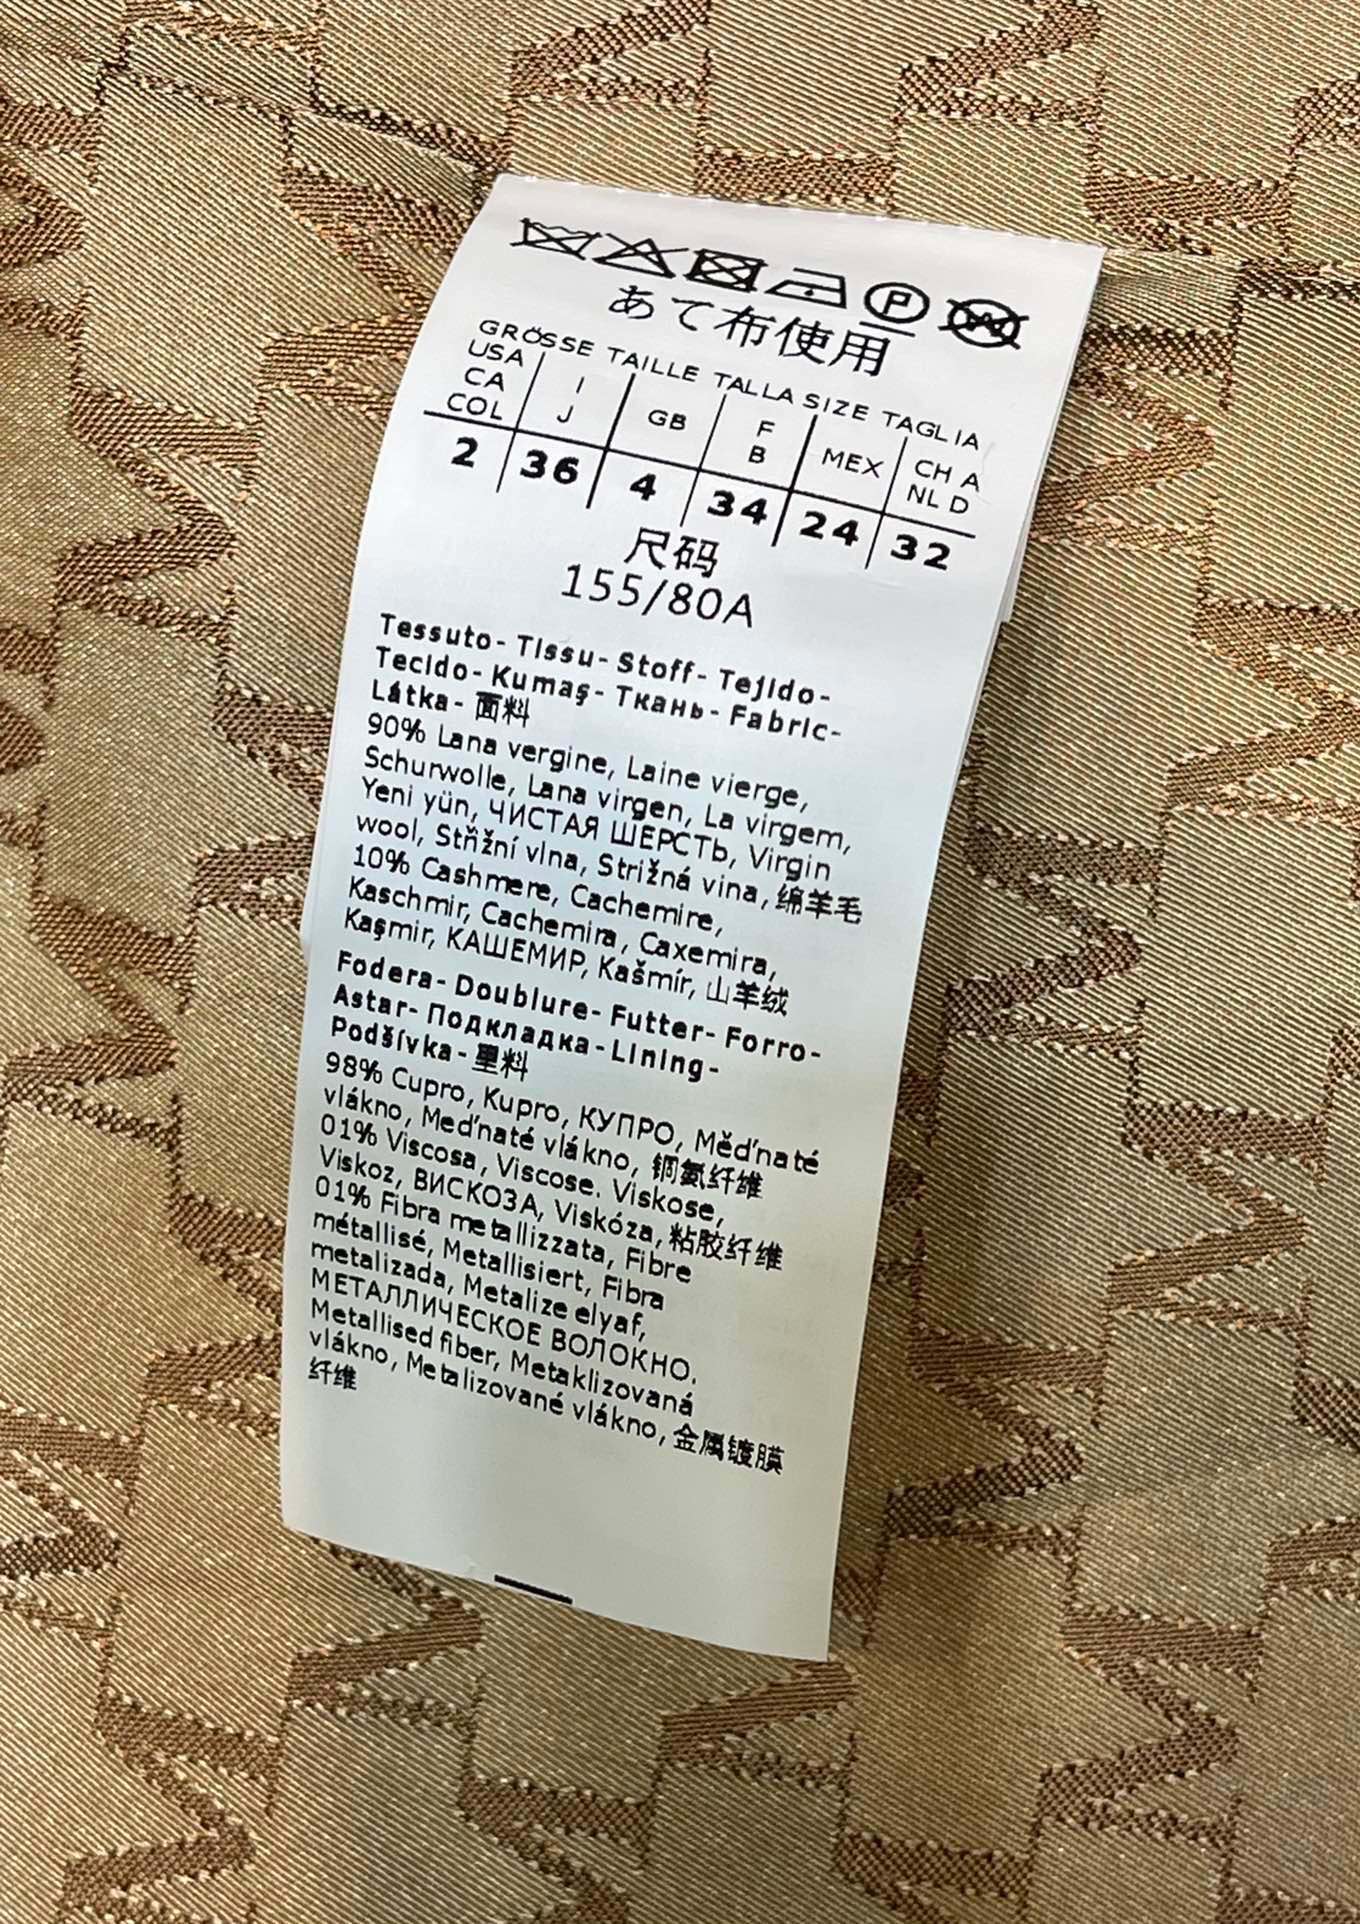 P W
あて布使用
GRÖSSE TAILLE TALLA SIZE TAGLIA
USA CA COL | I J | GB | F B | MEX | CH A NL D
2 | 36 | 4 | 34 | 24 | 32
尺码
155/80A
Tessuto- Tissu- Stoff- Tejido-
Tecido- Kumaş- Ткань- Fabric-
Látka- 面料
90% Lana vergine, Laine vierge,
Schurwolle, Lana virgen, La virgem,
Yeni yün, ЧИСТАЯ ШЕРСТЬ, Virgin
wool, Stňžní vlna, Strižná vina, 绵羊毛
10% Cashmere, Cachemire,
Kaschmir, Cachemira, Caxemira,
Kaşmir, КАШЕМИР, Kašmír, 山羊绒
Fodera- Doublure- Futter- Forro-
Astar- Подкладка- Lining-
Podšívka- 里料
98% Cupro, Kupro, КУПРО, Měďnaté
vlákno, Meďnaté vlákno, 铜氨纤维
01% Viscosa, Viscose. Viskose,
Viskoz, ВИСКОЗА, Viskóza, 粘胶纤维
01% Fibra metallizzata, Fibre
métallisé, Metallisiert, Fibra
metalizada, Metalize elyaf,
МЕТАЛЛИЧЕСКОЕ ВОЛОКНО.
Metallised fiber, Metaklizovaná
vlákno, Metalizované vlákno, 金属镀膜
纤维